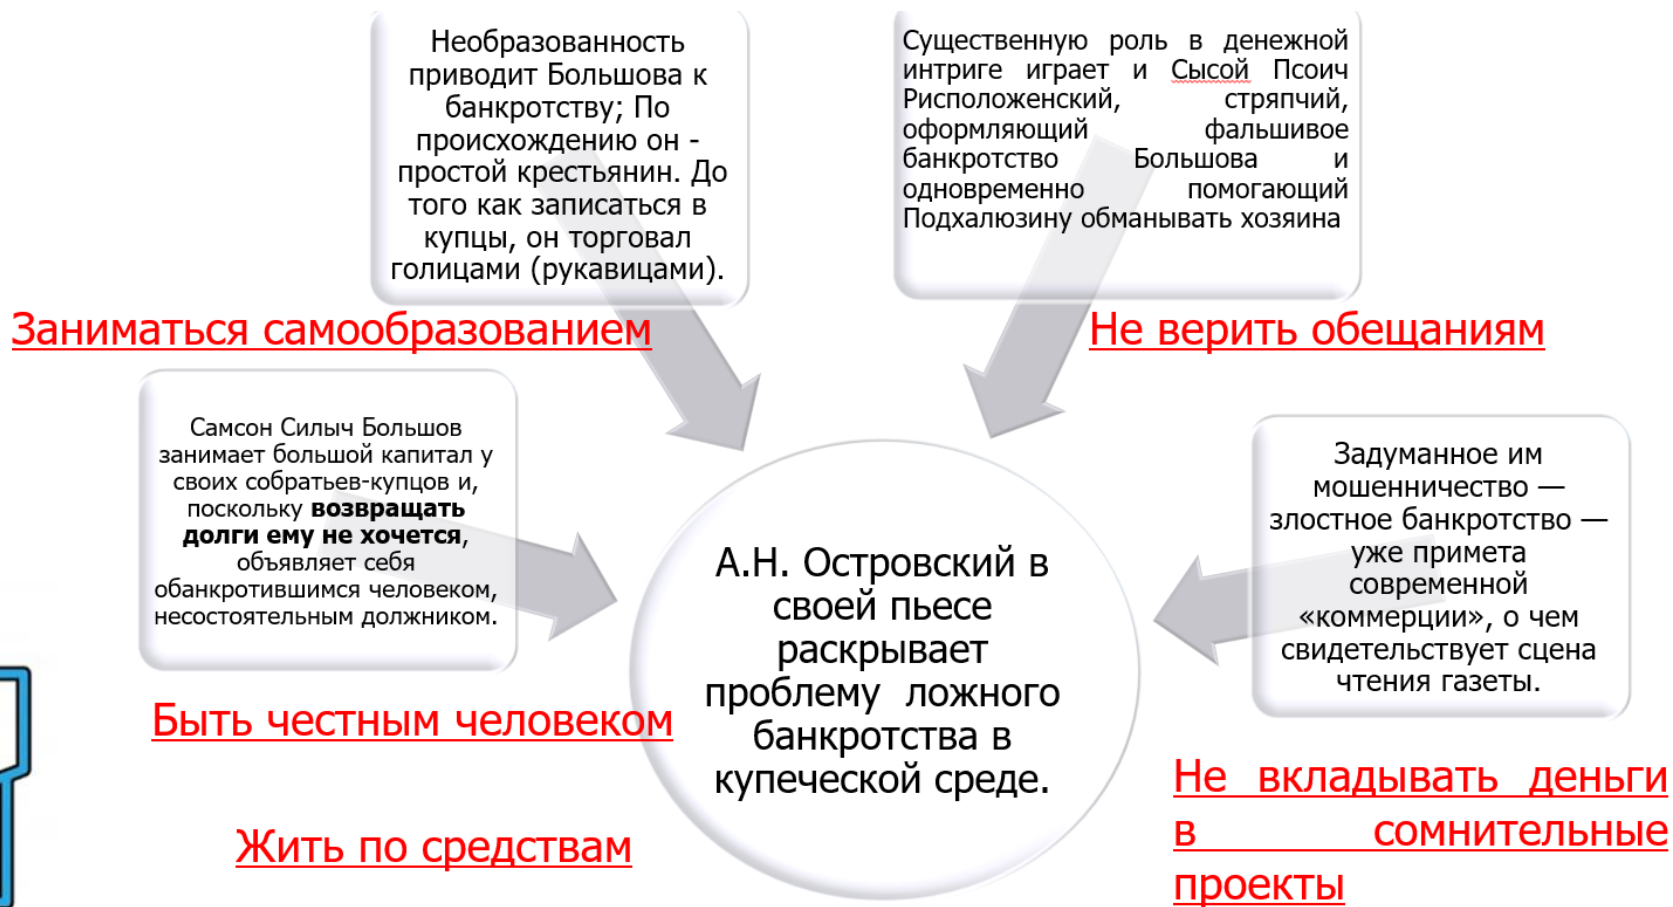 Необразованность
приводит Большова к
банкротству; По
происхождению он -
простой крестьянин. До
того как записаться в
купцы, он торговал
голицами (рукавицами).
Существенную роль в денежной
интриге играет и Сысой Псоич
Рисположенский, стряпчий,
оформляющий фальшивое
банкротство Большова и
одновременно помогающий
Подхалюзину обманывать хозяина
Заниматься самообразованием
Не верить обещаниям
Самсон Силыч Большов
занимает большой капитал у
своих собратьев-купцов и,
поскольку возвращать
долги ему не хочется,
объявляет себя
обанкротившимся человеком,
несостоятельным должником.
Задуманное им
мошенничество —
злостное банкротство —
уже примета
современной
«коммерции», о чем
свидетельствует сцена
чтения газеты.
А.Н. Островский в
своей пьесе
раскрывает
проблему ложного
банкротства в
купеческой среде.
Быть честным человеком
Жить по средствам
Не вкладывать деньги
в сомнительные
проекты